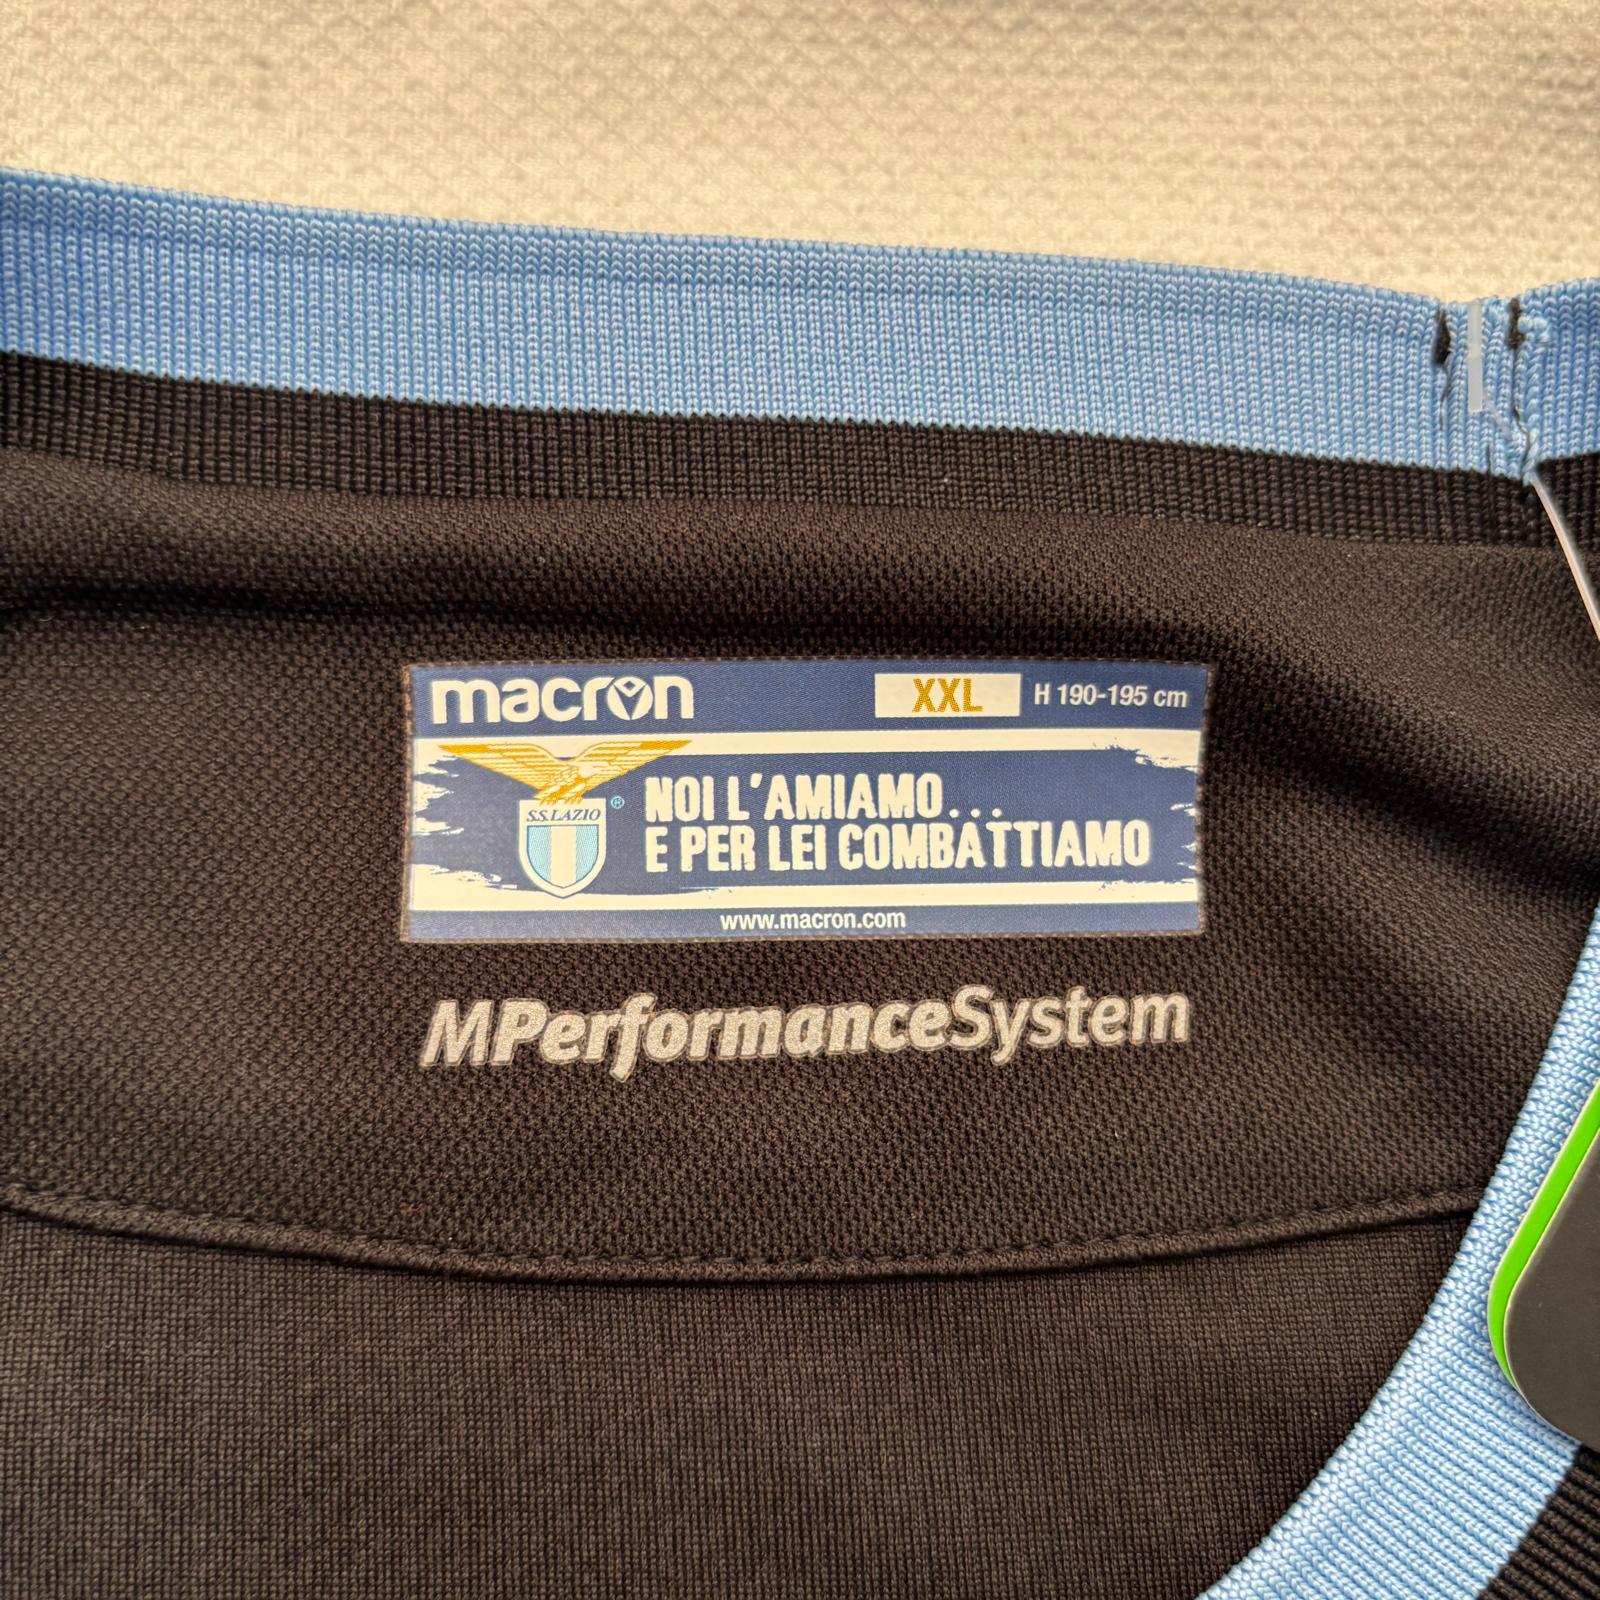 macron XXL H 190-195 cm
S.S.LAZIO ®
NOI L'AMIAMO...
E PER LEI COMBATTIAMO
www.macron.com
MPerformanceSystem